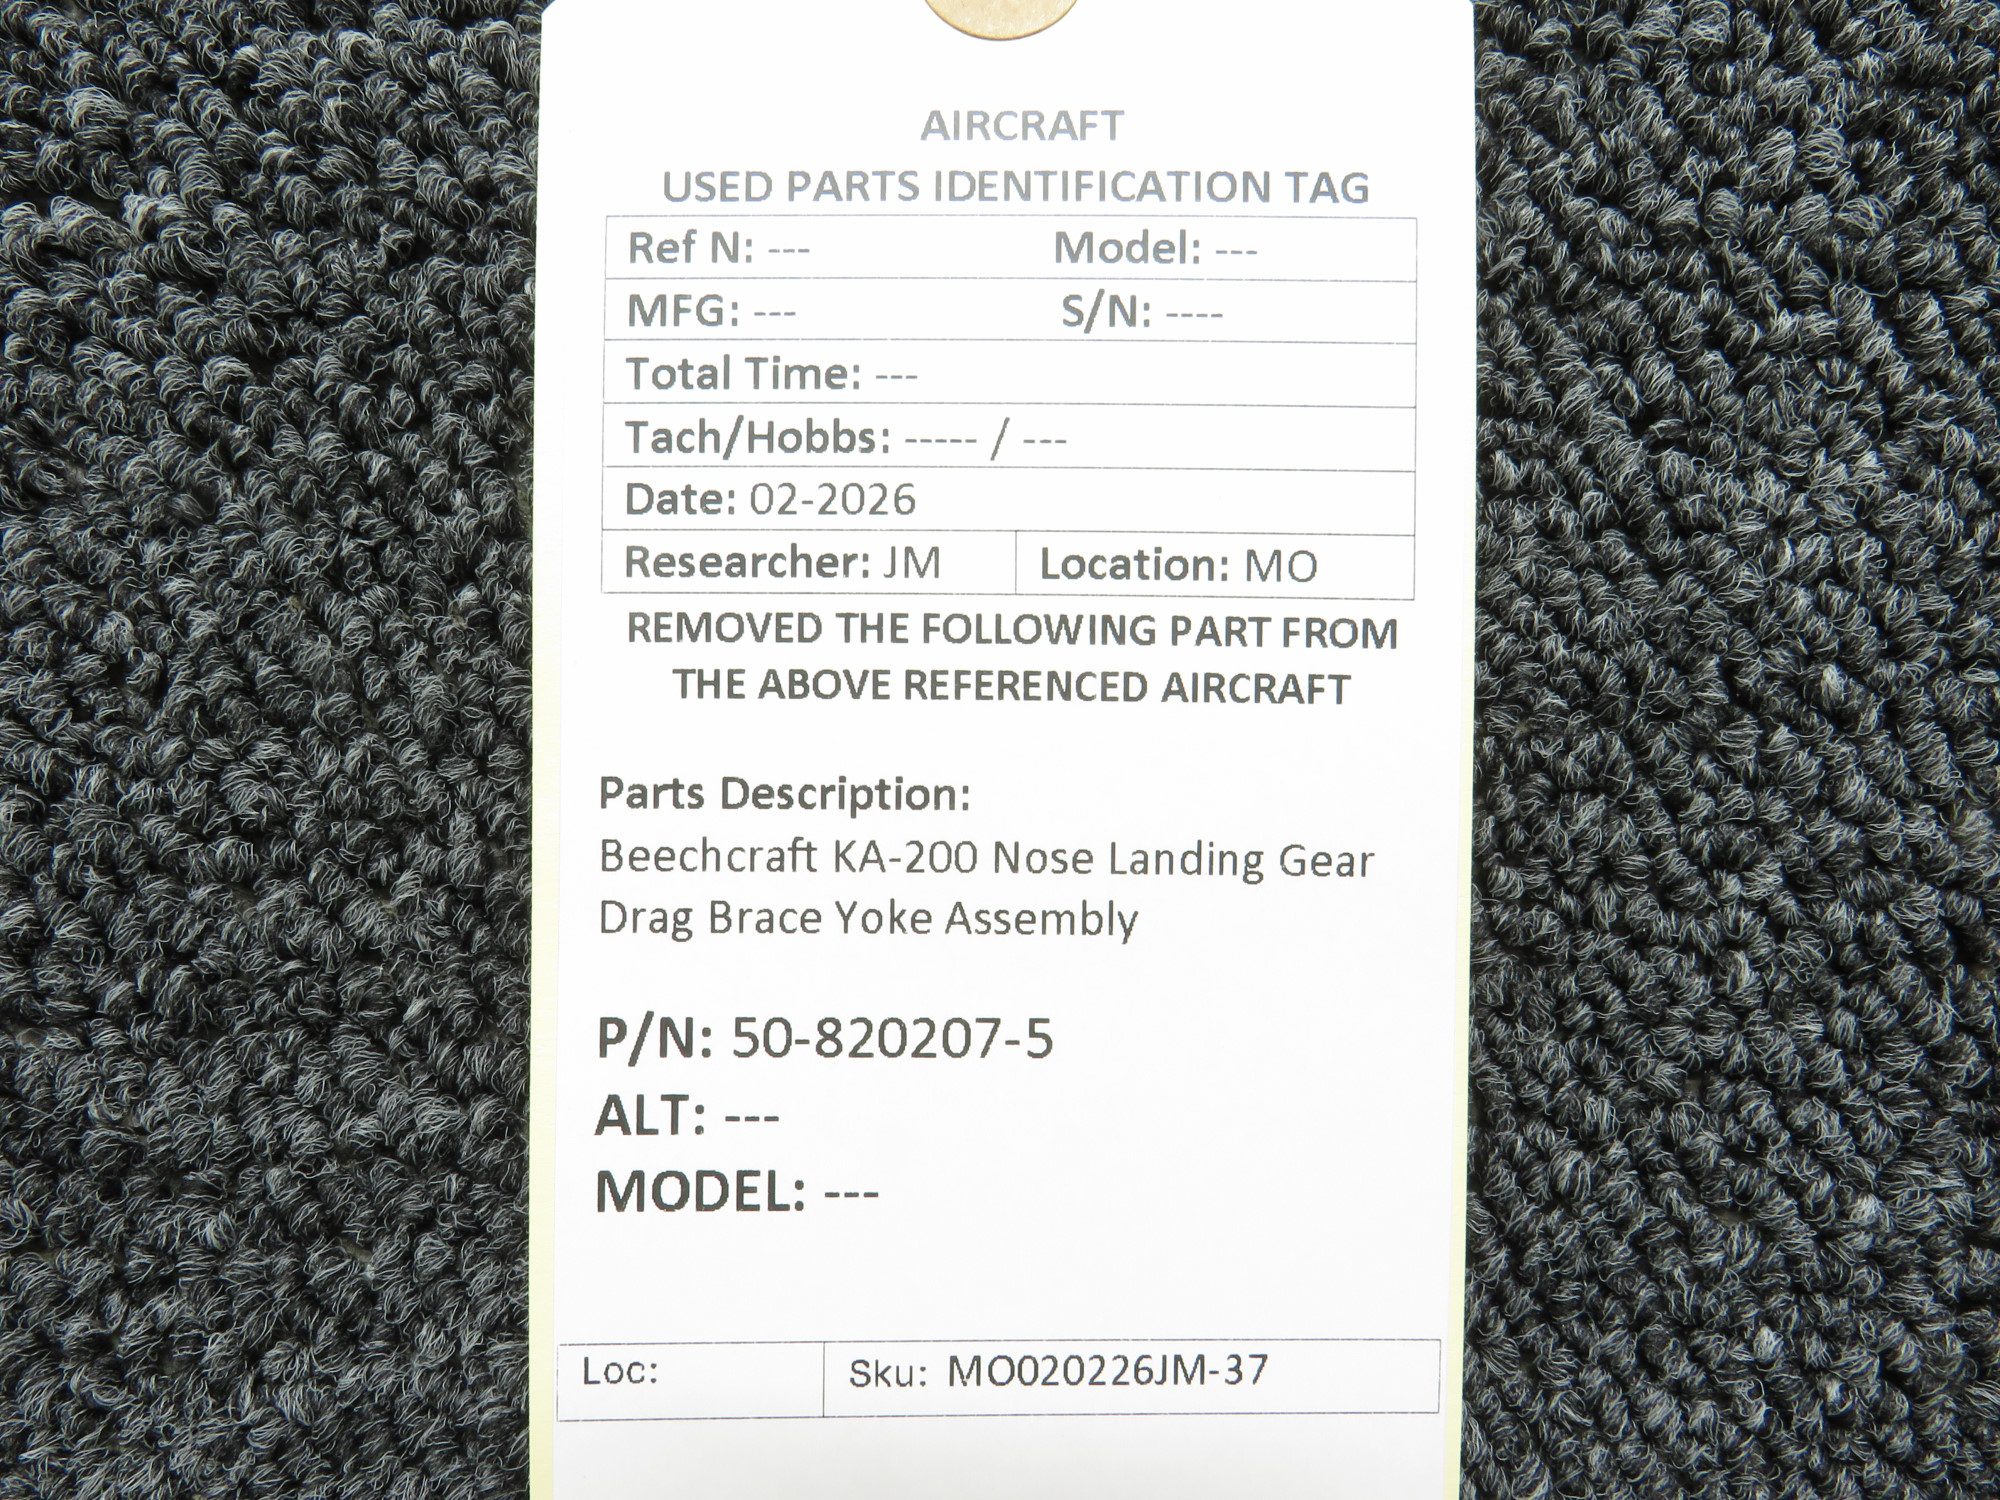 AIRCRAFT
USED PARTS IDENTIFICATION TAG
Ref N: --- Model: ---
MFG: --- S/N: ----
Total Time: ---
Tach/Hobbs: ----- / ---
Date: 02-2026
Researcher: JM Location: MO
REMOVED THE FOLLOWING PART FROM
THE ABOVE REFERENCED AIRCRAFT
Parts Description:
Beechcraft KA-200 Nose Landing Gear
Drag Brace Yoke Assembly
P/N: 50-820207-5
ALT: ---
MODEL: ---
Loc: Sku: MO020226JM-37